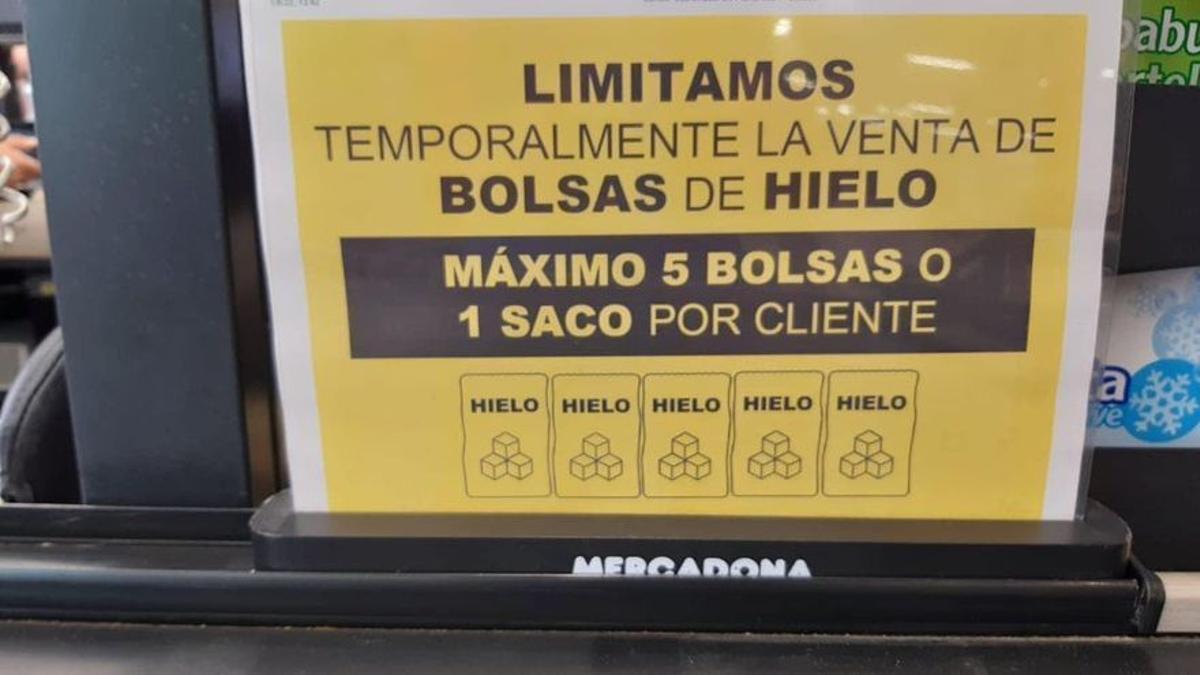 LIMITAMOS
TEMPORALMENTE LA VENTA DE
BOLSAS DE HIELO
MÁXIMO 5 BOLSAS O
1 SACO POR CLIENTE
HIELO HIELO HIELO HIELO HIELO
MERCADONA